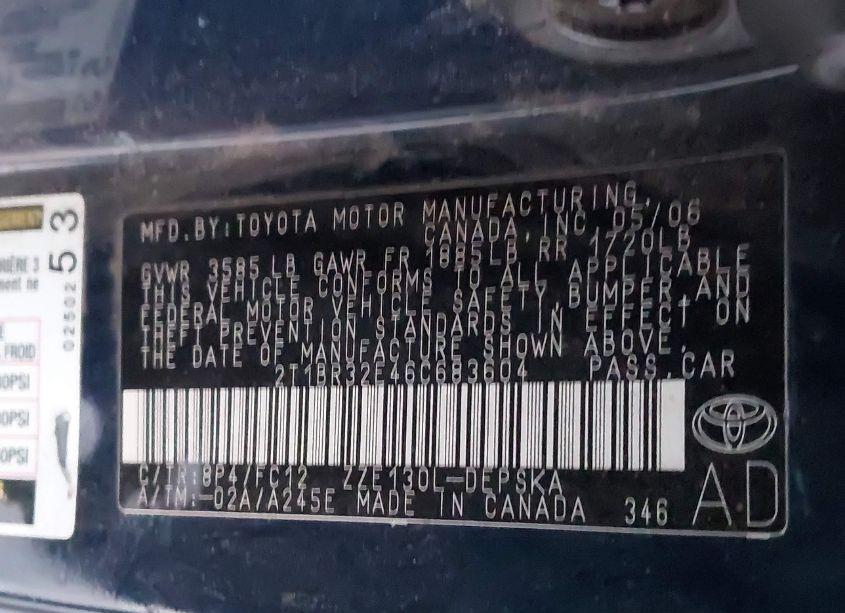 MFD.BY:TOYOTA MOTOR MANUFACTURING,
CANADA,INC.05/06
GVWR 3585 LB GAWR FR 1885LB,RR 1720LB
THIS VEHICLE CONFORMS TO ALL APPLICABLE
FEDERAL MOTOR VEHICLE SAFETY,BUMPER,AND
THEFT PREVENTION STANDARDS IN EFFECT ON
THE DATE OF MANUFACTURE SHOWN ABOVE.
2T1BR32E46C683604 PASS.CAR
C/TR:8P4/FC12 ZZE130L-DEPSKA
A/TM:-02A/A245E MADE IN CANADA 346
AD
53
02502
FROID